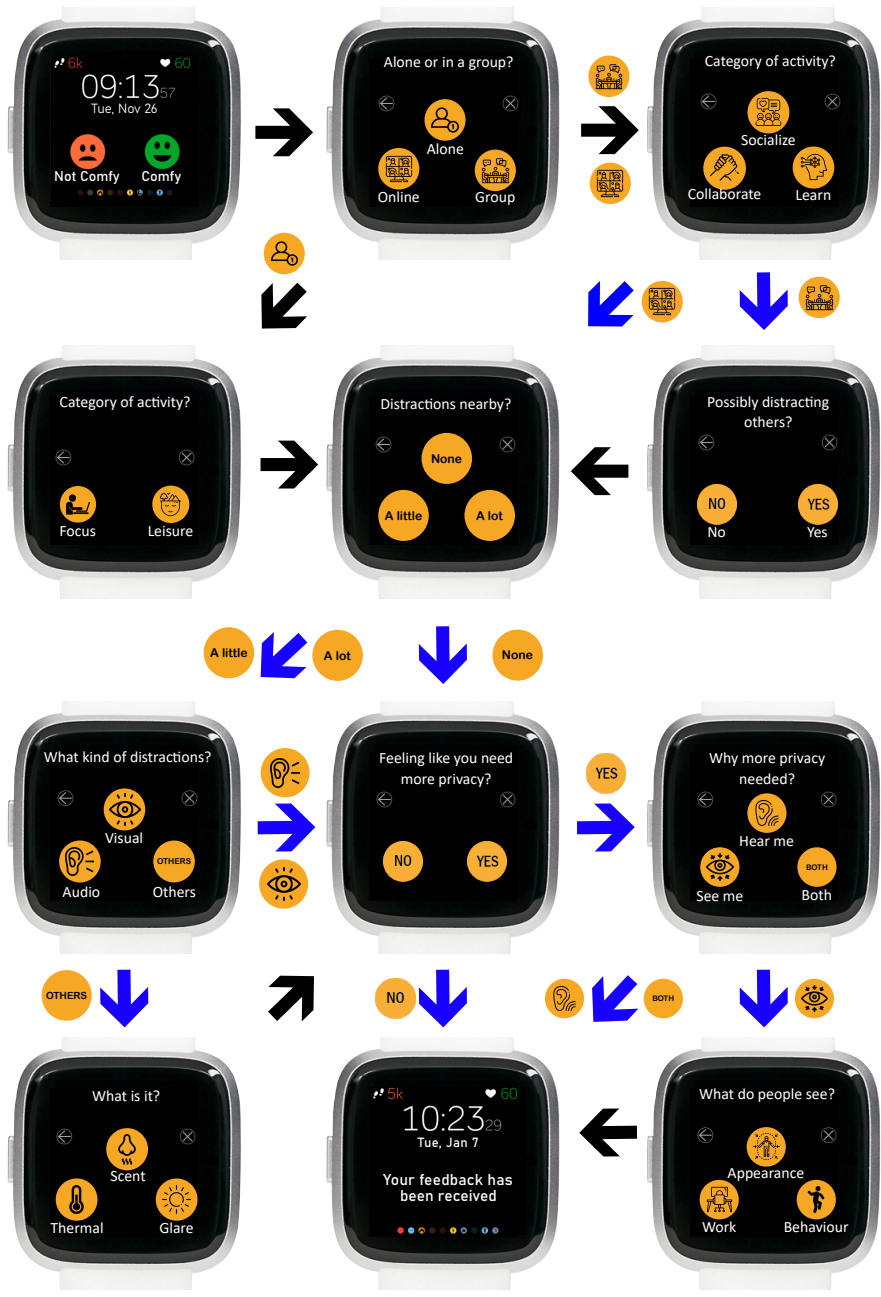 6k
60
09:1357
Tue, Nov 26
Not Comfy
Comfy
Alone or in a group?
Alone
Online
Group
Category of activity?
Socialize
Collaborate
Learn
Category of activity?
Focus
Leisure
Distractions nearby?
None
A little
A lot
Possibly distracting
others?
NO
YES
No
Yes
A little
A lot
None
What kind of distractions?
Visual
OTHERS
Audio
Others
Feeling like you need
more privacy?
NO
YES
YES
Why more privacy
needed?
Hear me
BOTH
See me
Both
OTHERS
NO
BOTH
What is it?
Scent
Thermal
Glare
5k
60
10:2329
Tue, Jan 7
Your feedback has
been received
What do people see?
Appearance
Work
Behaviour